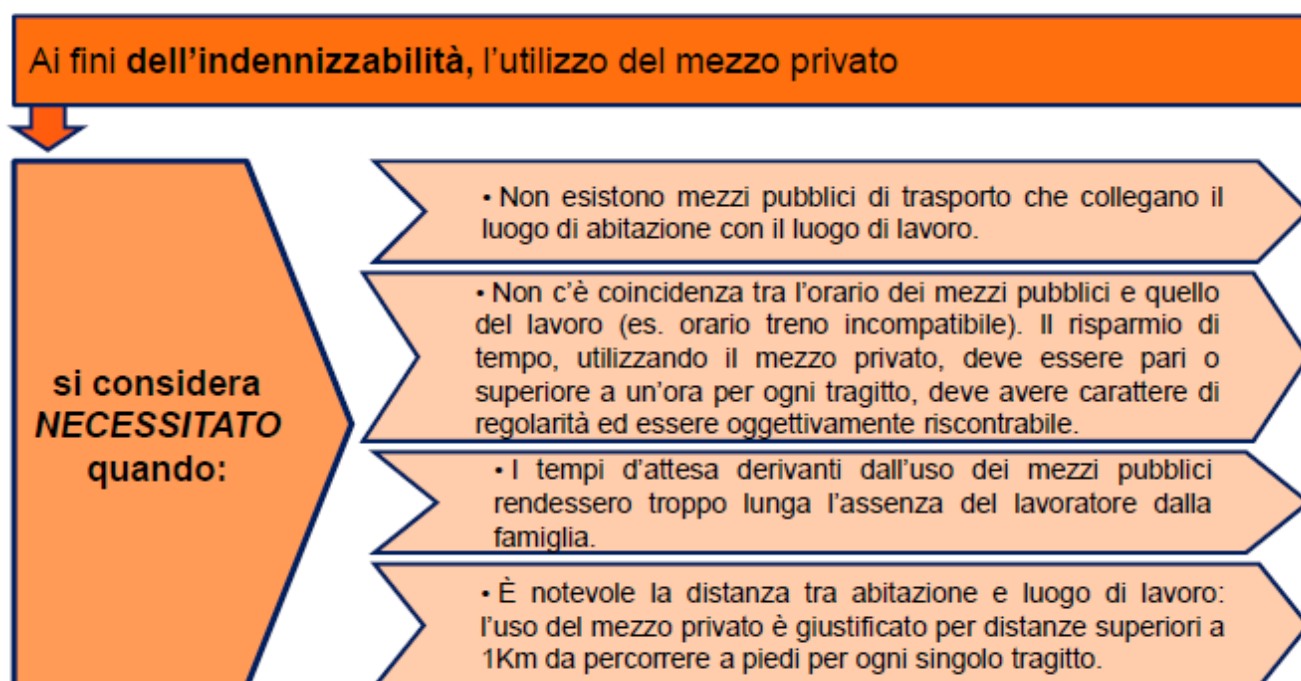 Ai fini dell'indennizzabilità, l'utilizzo del mezzo privato
si considera
NECESSITATO
quando:
• Non esistono mezzi pubblici di trasporto che collegano il
luogo di abitazione con il luogo di lavoro.
• Non c'è coincidenza tra l'orario dei mezzi pubblici e quello
del lavoro (es. orario treno incompatibile). Il risparmio di
tempo, utilizzando il mezzo privato, deve essere pari o
superiore a un'ora per ogni tragitto, deve avere carattere di
regolarità ed essere oggettivamente riscontrabile.
• I tempi d'attesa derivanti dall'uso dei mezzi pubblici
rendessero troppo lunga l'assenza del lavoratore dalla
famiglia.
• È notevole la distanza tra abitazione e luogo di lavoro:
l'uso del mezzo privato è giustificato per distanze superiori a
1Km da percorrere a piedi per ogni singolo tragitto.